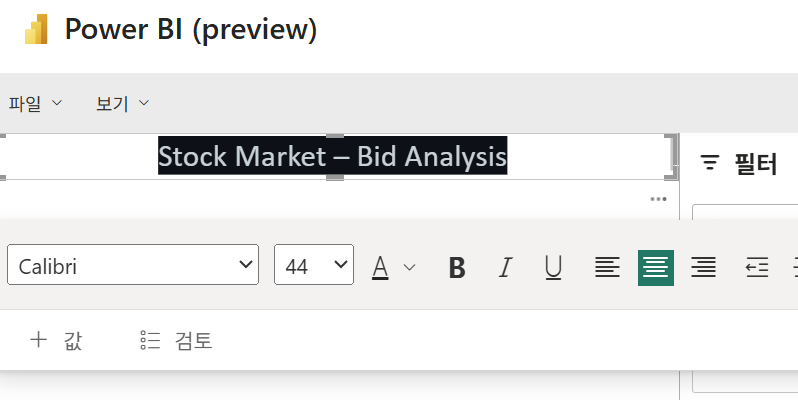 Power BI (preview)
파일 보기
Stock Market – Bid Analysis
필터
Calibri 44 A B I U
값 검토